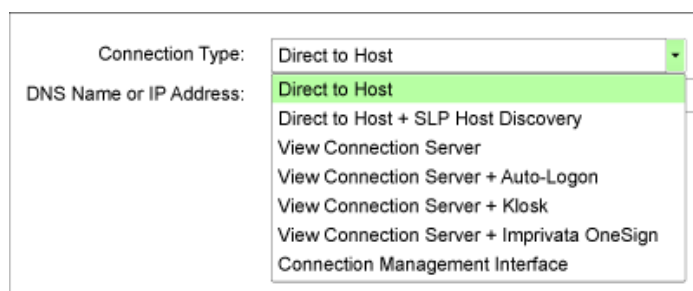 Connection Type:
Direct to Host
DNS Name or IP Address:
Direct to Host
Direct to Host + SLP Host Discovery
View Connection Server
View Connection Server + Auto-Logon
View Connection Server + Klosk
View Connection Server + Imprivata OneSign
Connection Management Interface